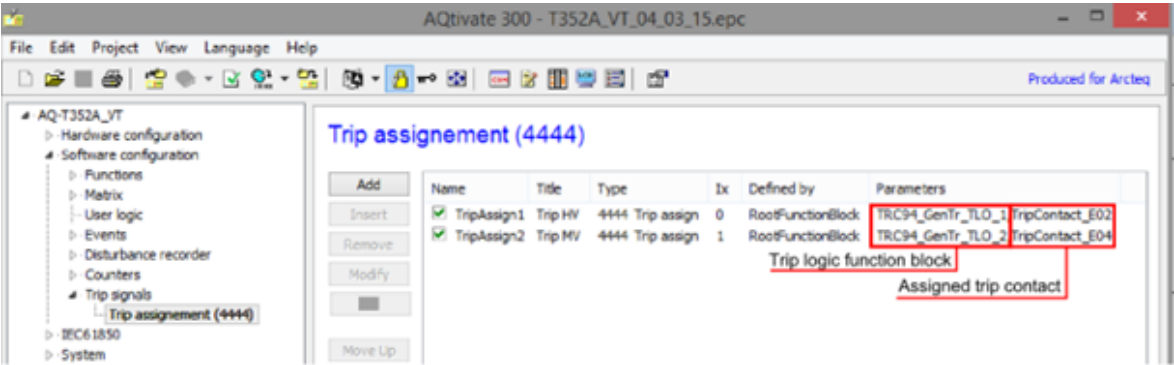 AQtivate 300 - T352A_VT_04_03_15.epc
File Edit Project View Language Help
Produced for Arcteq
AQ-T352A_VT
Hardware configuration
Software configuration
Functions
Matrix
User logic
Events
Disturbance recorder
Counters
Trip signals
Trip assignement (4444)
IEC61850
System
Trip assignement (4444)
Add
Insert
Remove
Modify
Move Up
Name Title Type Ix Defined by Parameters
TripAssign1 Trip HV 4444 Trip assign 0 RootFunctionBlock TRC94_GenTr_TLO_1 TripContact_E02
TripAssign2 Trip MV 4444 Trip assign 1 RootFunctionBlock TRC94_GenTr_TLO_2 TripContact_E04
Trip logic function block
Assigned trip contact